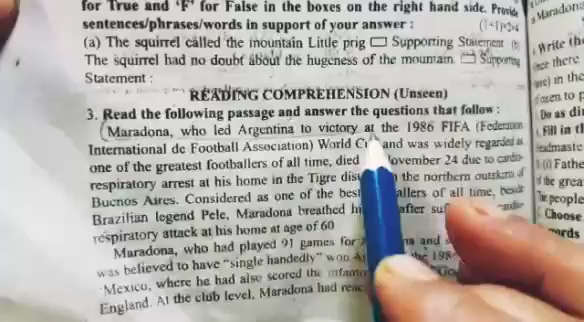 for True and 'F' for False in the boxes on the right hand side. Provide
sentences/phrases/words in support of your answer : (1+1)×2=4
(a) The squirrel called the mountain Little prig Supporting Statement
The squirrel had no doubt about the hugeness of the mountain. Supporting
Statement :
READING COMPREHENSION (Unseen)
3. Read the following passage and answer the questions that follow :
Maradona, who led Argentina to victory at the 1986 FIFA (Federation
International de Football Association) World and was widely regarded as
one of the greatest footballers of all time, died November 24 due to cardio-
respiratory arrest at his home in the Tigre the northern outskirts of
Bucnos Aires. Considered as one of the best of all time, beside
Brazilian legend Pele, Maradona breathed after
respiratory attack at his home at age of 60
Maradona, who had played 91 games for and
was believed to have "single handedly" won the
Mexico, where he had also scored the
England. At the club level, Maradona had
Maradona
Write the
there
in the
to
As di
Fill in
(i) Fathe
the grea
people
Choose